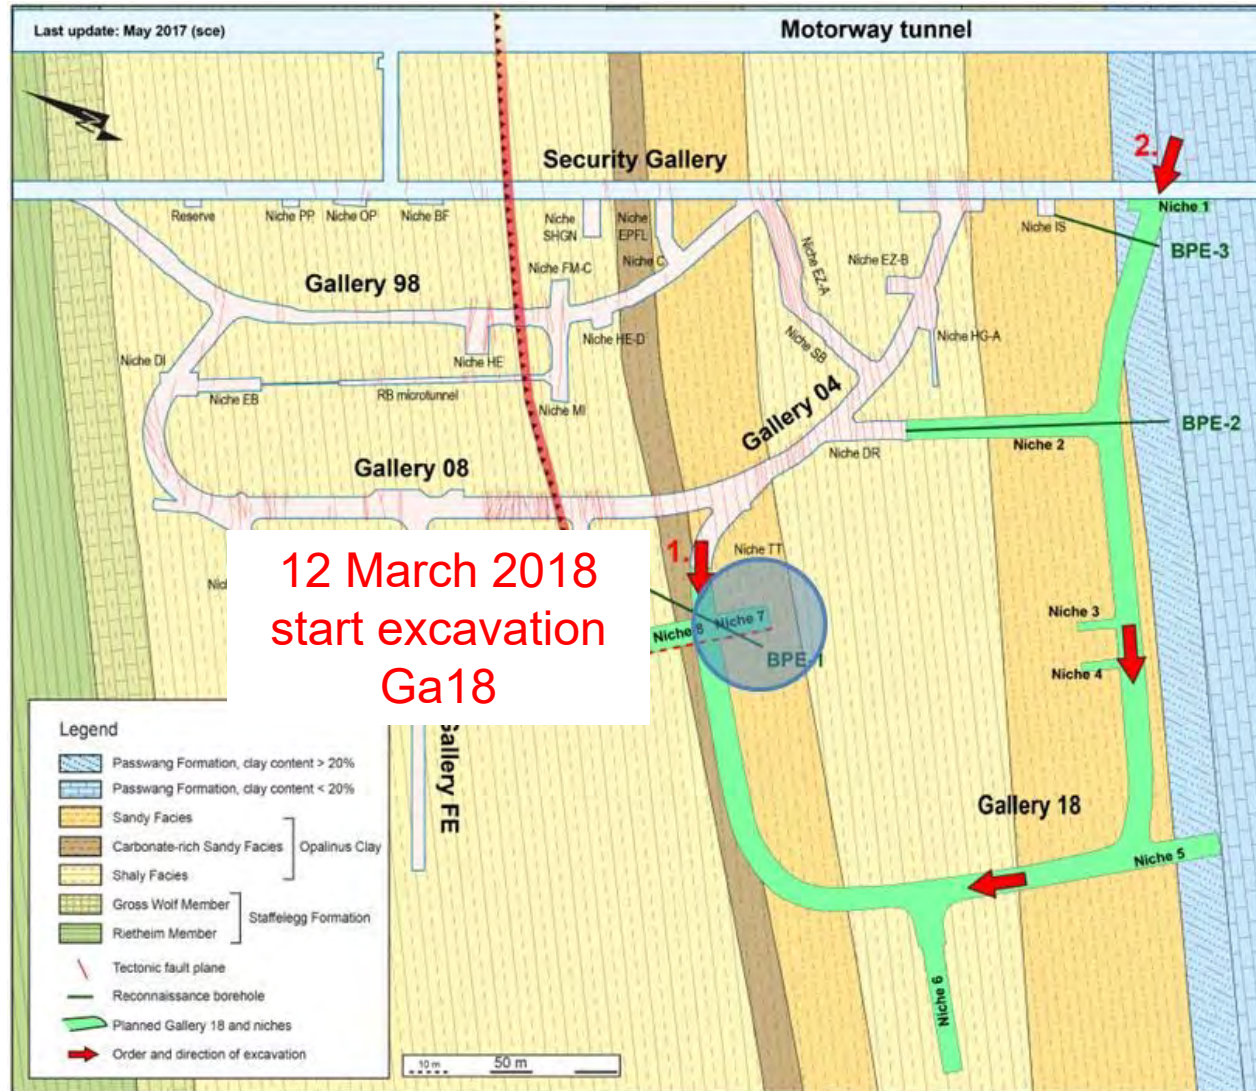 Last update: May 2017 (sce)
Motorway tunnel
N
Security Gallery
2.
Reserve
Niche PP
Niche OP
Niche BF
Niche
SHGN
Niche
EPFL
Niche C
Niche EZ-A
Niche EZ-B
Niche IS
Niche 1
BPE-3
Gallery 98
Niche FM-C
Niche HE-D
Niche SB
Niche HG-A
Niche DI
Niche HE
Niche EB
RB microtunnel
Niche MI
Gallery 04
BPE-2
Niche DR
Niche 2
Gallery 08
1.
Niche TT
12 March 2018
start excavation
Ga18
Niche 8
Niche 7
BPE-1
Niche 3
Niche 4
Gallery FE
Gallery 18
Niche 5
Niche 6
Legend
Passwang Formation, clay content > 20%
Passwang Formation, clay content < 20%
Sandy Facies
Carbonate-rich Sandy Facies
Opalinus Clay
Shaly Facies
Gross Wolf Member
Staffelegg Formation
Rietheim Member
Tectonic fault plane
Reconnaissance borehole
Planned Gallery 18 and niches
Order and direction of excavation
10 m
50 m